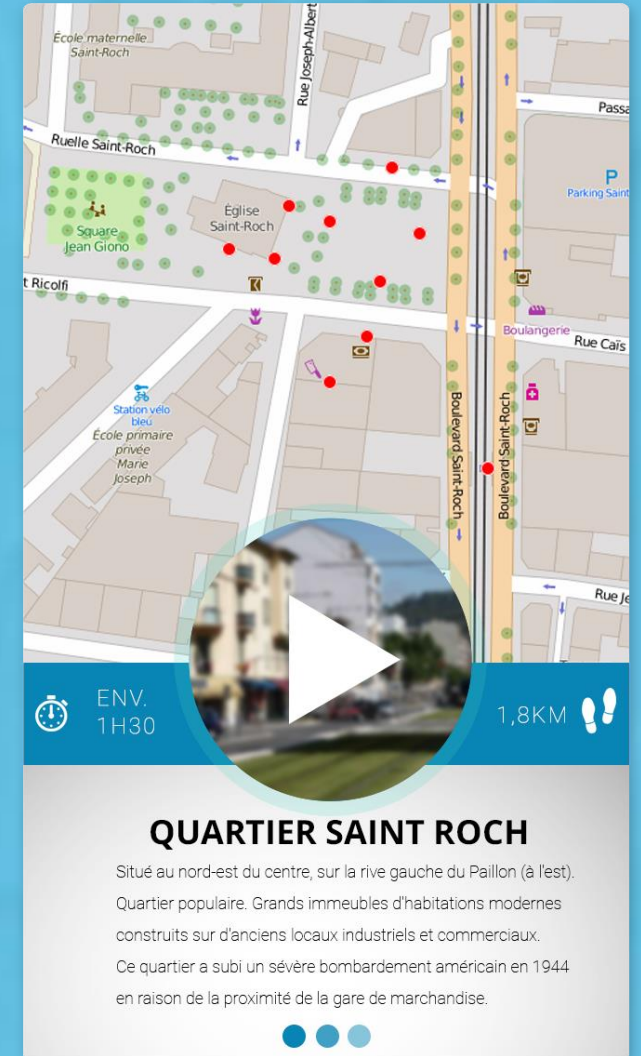 École maternelle
Saint-Roch
Rue Joseph-Albert
Passa
Ruelle Saint-Roch
P
Parking Saint
Église
Saint-Roch
Square
Jean Giono
t Ricolfi
Boulangerie
Rue Caïs
Station vélo
bleu
École primaire
privée
Marie
Joseph
Boulevard Saint-Roch
Boulevard Saint-Roch
Rue Je
ENV.
1H30
1,8KM
QUARTIER SAINT ROCH
Situé au nord-est du centre, sur la rive gauche du Paillon (à l'est).
Quartier populaire. Grands immeubles d'habitations modernes
construits sur d'anciens locaux industriels et commerciaux.
Ce quartier a subi un sévère bombardement américain en 1944
en raison de la proximité de la gare de marchandise.